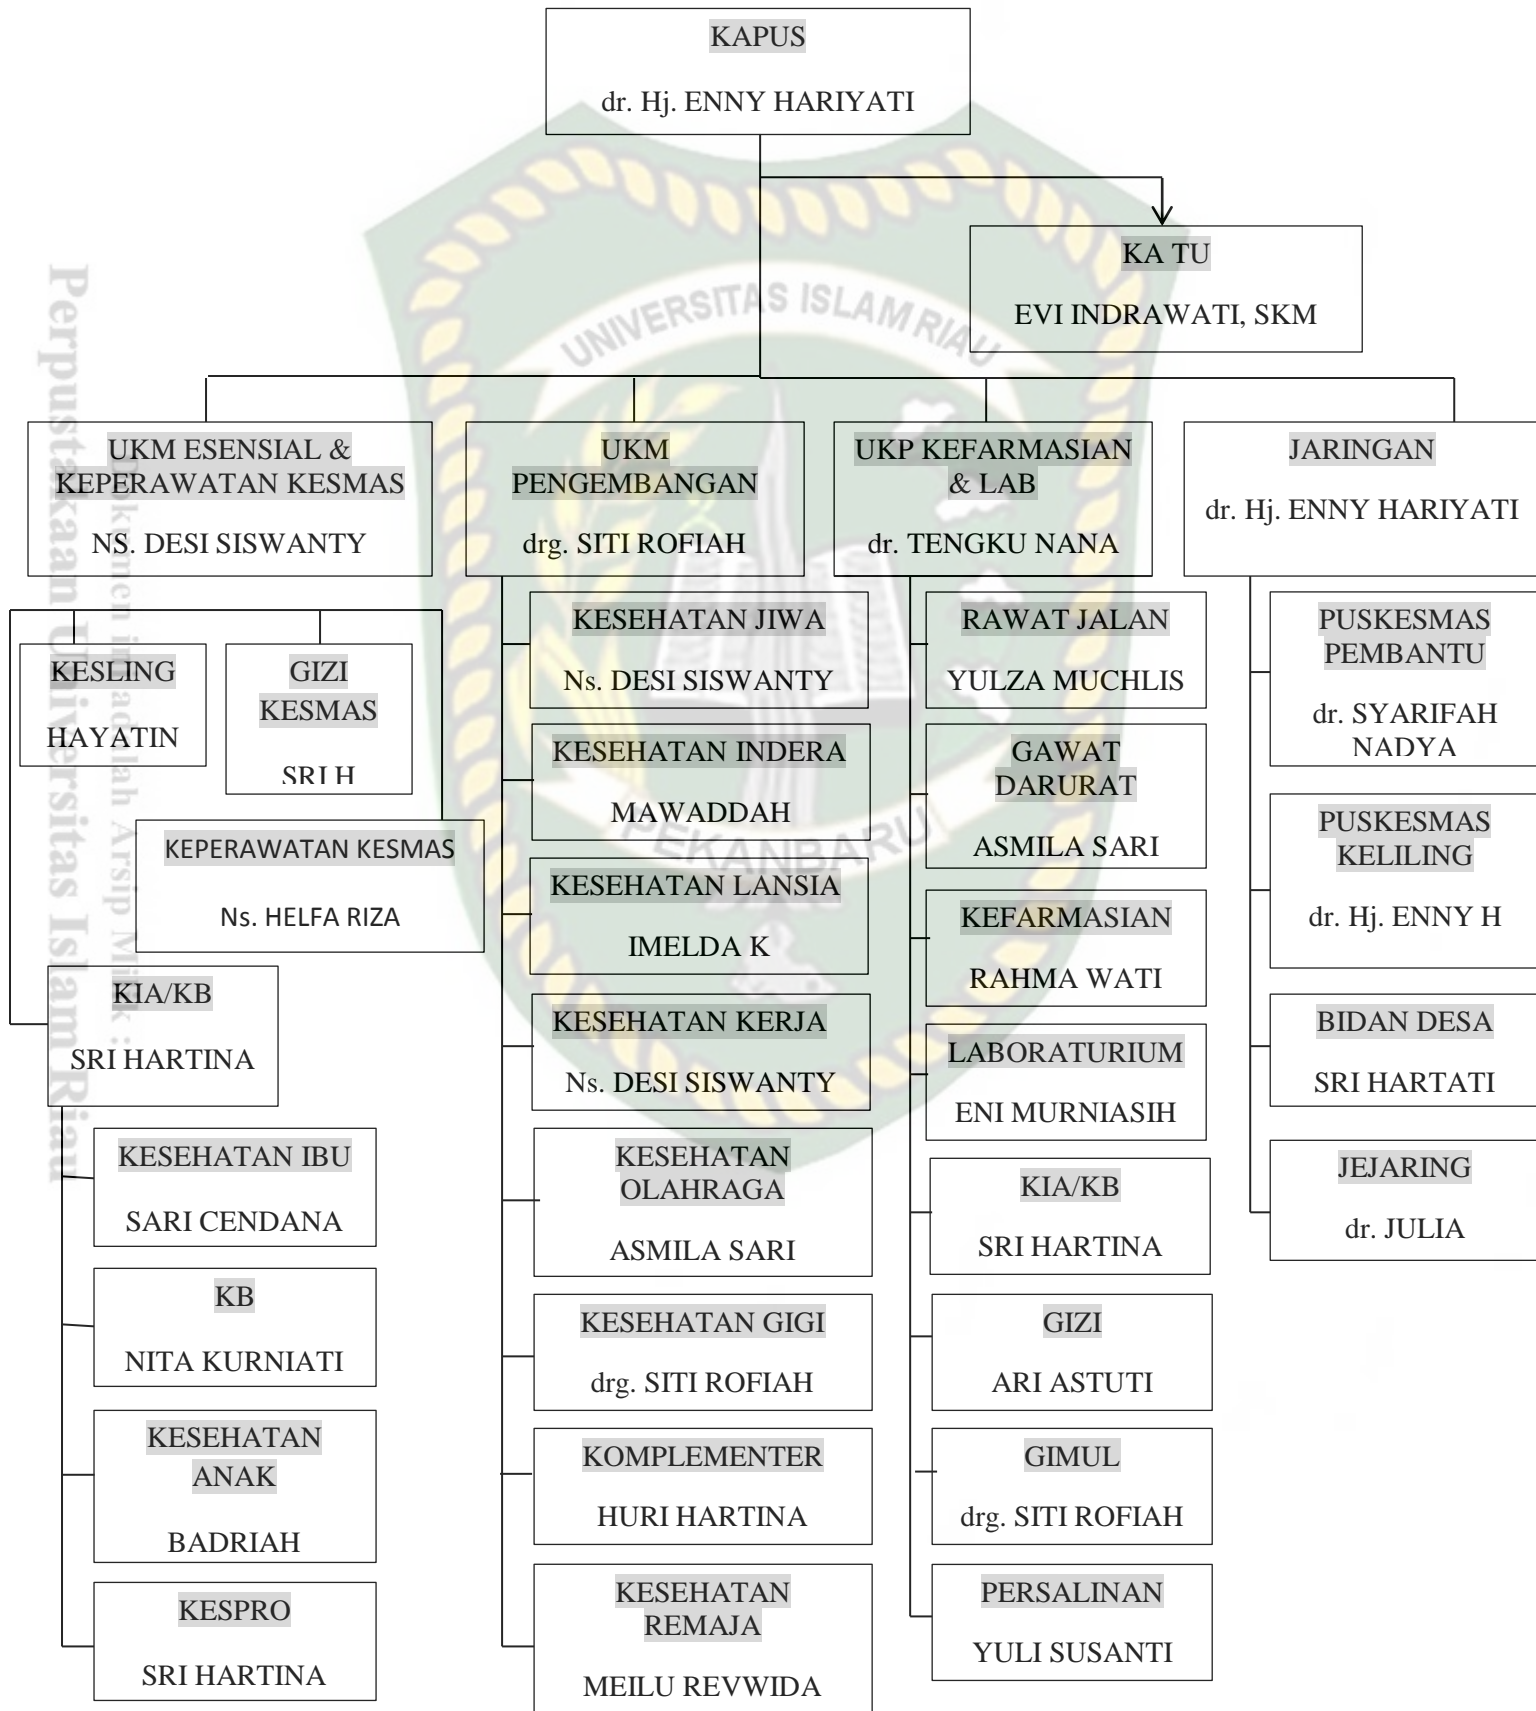 KAPUS
dr. Hj. ENNY HARIYATI
KA TU
EVI INDRAWATI, SKM
UKM ESENSIAL &
KEPERAWATAN KESMAS
NS. DESI SISWANTY
UKM
PENGEMBANGAN
drg. SITI ROFIAH
UKP KEFARMASIAN
& LAB
dr. TENGKU NANA
JARINGAN
dr. Hj. ENNY HARIYATI
KESLING
HAYATIN
GIZI
KESMAS
SRI H
KEPERAWATAN KESMAS
Ns. HELFA RIZA
KIA/KB
SRI HARTINA
KESEHATAN IBU
SARI CENDANA
KB
NITA KURNIATI
KESEHATAN
ANAK
BADRIAH
KESPRO
SRI HARTINA
KESEHATAN JIWA
Ns. DESI SISWANTY
KESEHATAN INDERA
MAWADDAH
KESEHATAN LANSIA
IMELDA K
KESEHATAN KERJA
Ns. DESI SISWANTY
KESEHATAN
OLAHRAGA
ASMILA SARI
KESEHATAN GIGI
drg. SITI ROFIAH
KOMPLEMENTER
HURI HARTINA
KESEHATAN
REMAJA
MEILU REVWIDA
RAWAT JALAN
YULZA MUCHLIS
GAWAT
DARURAT
ASMILA SARI
KEFARMASIAN
RAHMA WATI
LABORATURIUM
ENI MURNIASIH
KIA/KB
SRI HARTINA
GIZI
ARI ASTUTI
GIMUL
drg. SITI ROFIAH
PERSALINAN
YULI SUSANTI
PUSKESMAS
PEMBANTU
dr. SYARIFAH
NADYA
PUSKESMAS
KELILING
dr. Hj. ENNY H
BIDAN DESA
SRI HARTATI
JEJARING
dr. JULIA
UNIVERSITAS ISLAM RIAU
PEKANBARU
Perpustakaan Universitas Islam Riau
Dokumen ini adalah Arsip Milik :